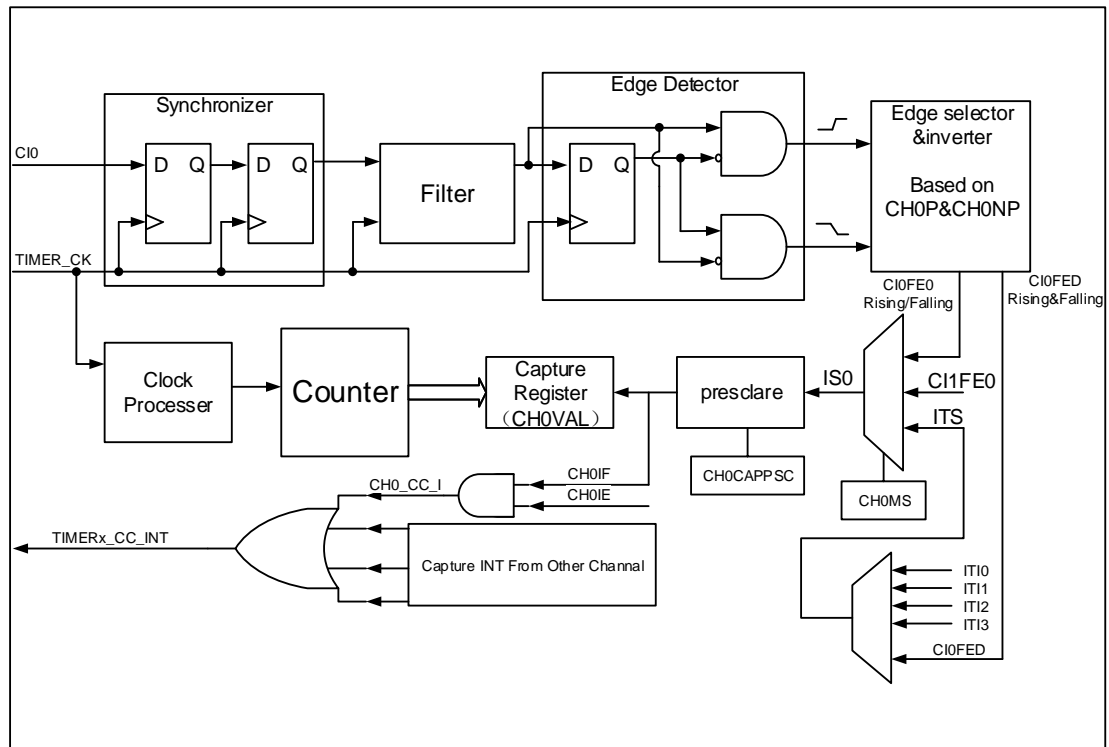 Synchronizer
Edge Detector
CI0
D Q
D Q
Filter
D Q
Edge selector
&inverter
Based on
CH0P&CH0NP
TIMER_CK
CI0FE0
Rising/Falling
CI0FED
Rising&Falling
Clock
Processer
Counter
Capture
Register
（CH0VAL）
presclare
IS0
CI1FE0
ITS
CH0CAPPSC
CH0MS
CH0_CC_I
CH0IF
CH0IE
TIMERx_CC_INT
Capture INT From Other Channal
ITI0
ITI1
ITI2
ITI3
CI0FED